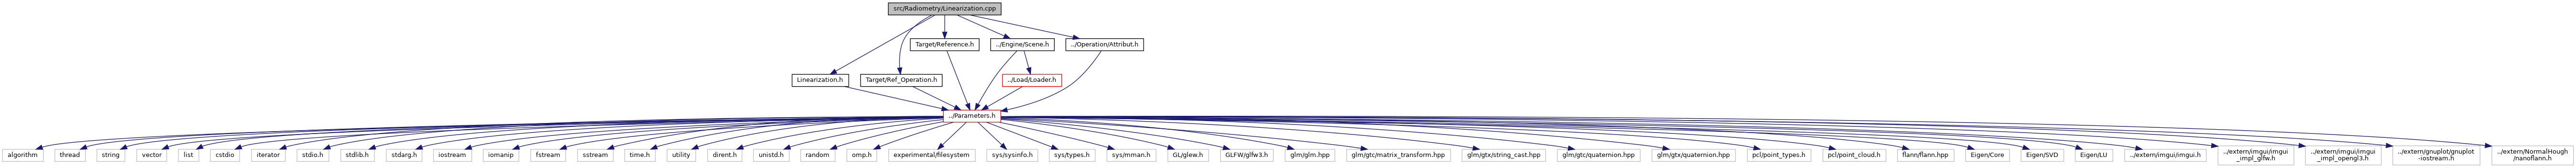 src/Radiometry/Linearization.cpp
Target/Reference.h
../Engine/Scene.h
../Operation/Attribut.h
Linearization.h
Target/Ref_Operation.h
../Load/Loader.h
../Parameters.h
algorithm
thread
string
vector
list
cstdio
iterator
stdio.h
stdlib.h
stdarg.h
iostream
iomanip
fstream
sstream
time.h
utility
dirent.h
unistd.h
random
omp.h
experimental/filesystem
sys/sysinfo.h
sys/types.h
sys/mman.h
GL/glew.h
GLFW/glfw3.h
glm/glm.hpp
glm/gtc/matrix_transform.hpp
glm/gtx/string_cast.hpp
glm/gtc/quaternion.hpp
glm/gtx/quaternion.hpp
pcl/point_types.h
pcl/point_cloud.h
flann/flann.hpp
Eigen/Core
Eigen/SVD
Eigen/LU
../extern/imgui/imgui.h
../extern/imgui/imgui
_impl_glfw.h
../extern/imgui/imgui
_impl_opengl3.h
../extern/gnuplot/gnuplot
-iostream.h
../extern/NormalHough
/nanoflann.h